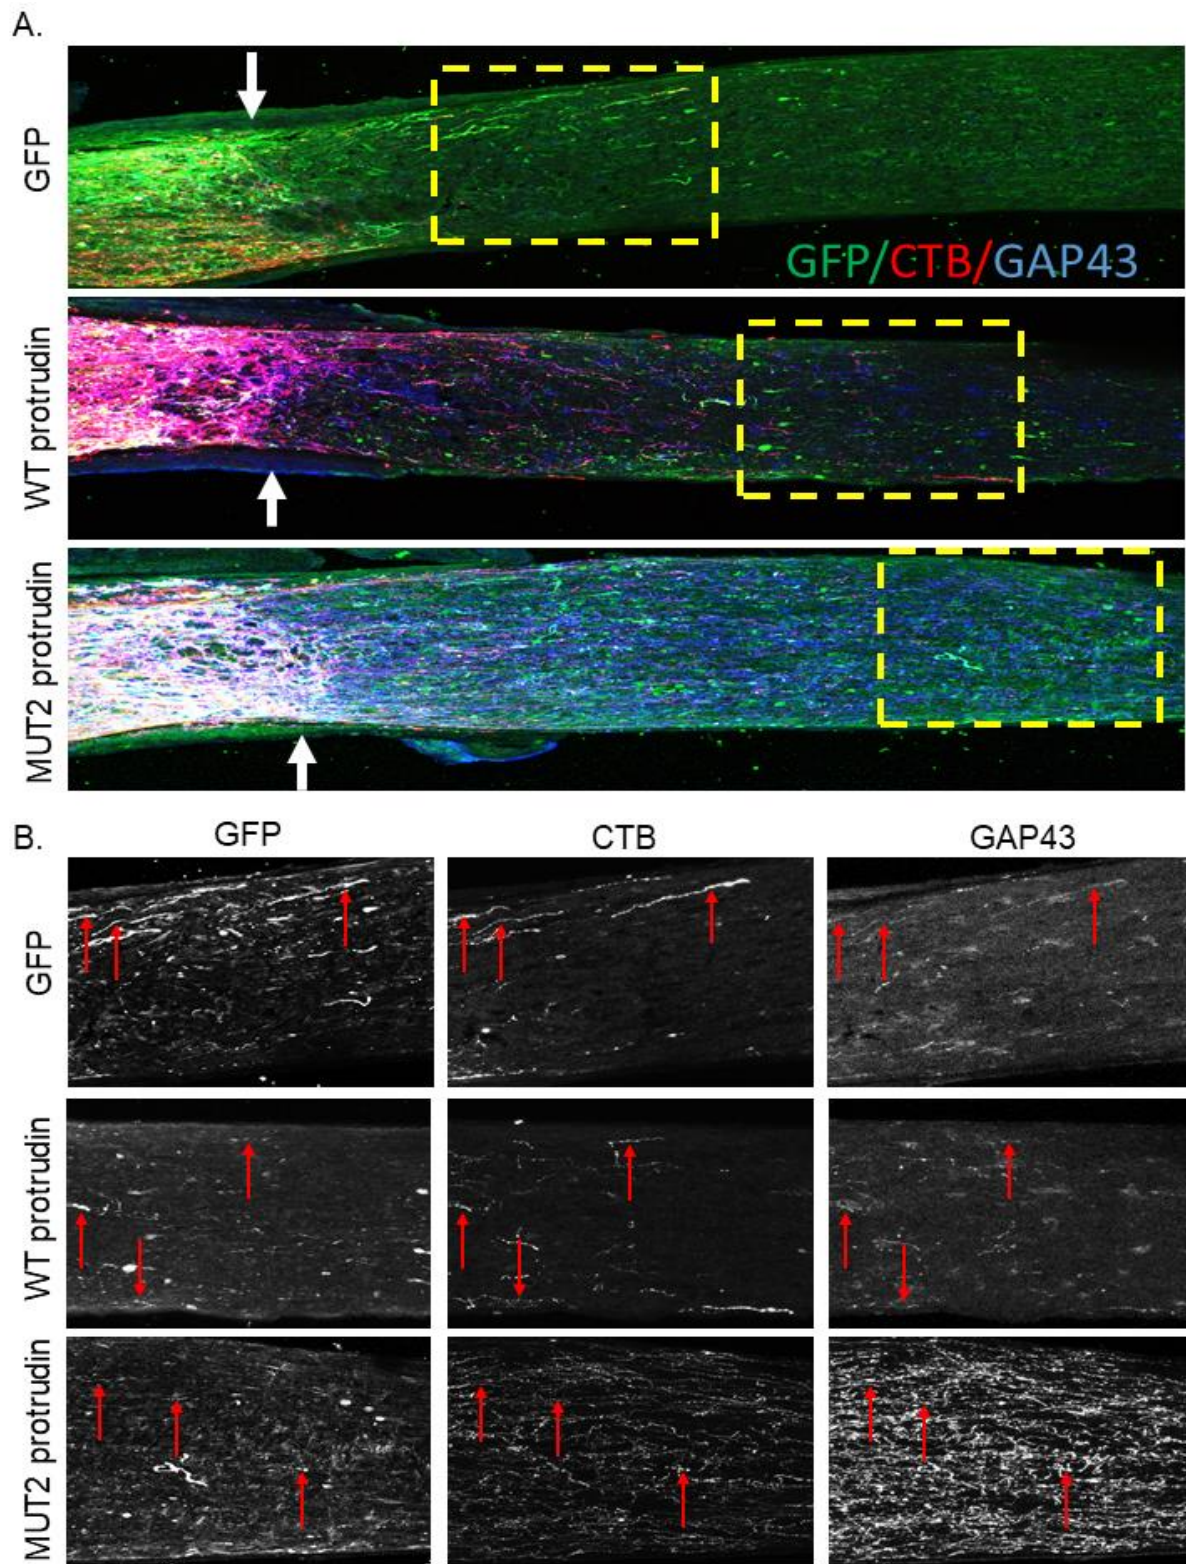 A.
GFP
GFP/CTB/GAP43
WT protrudin
MUT2 protrudin
B.
GFP CTB GAP43
GFP
WT protrudin
MUT2 protrudin